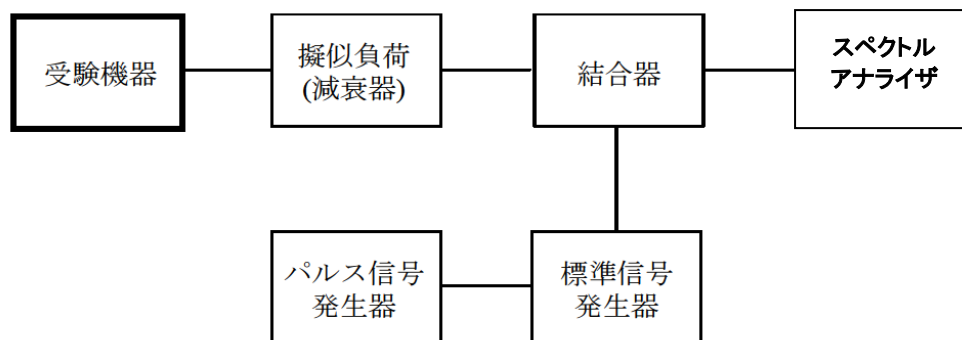 受験機器
擬似負荷
(減衰器)
結合器
スペクトル
アナライザ
パルス信号
発生器
標準信号
発生器